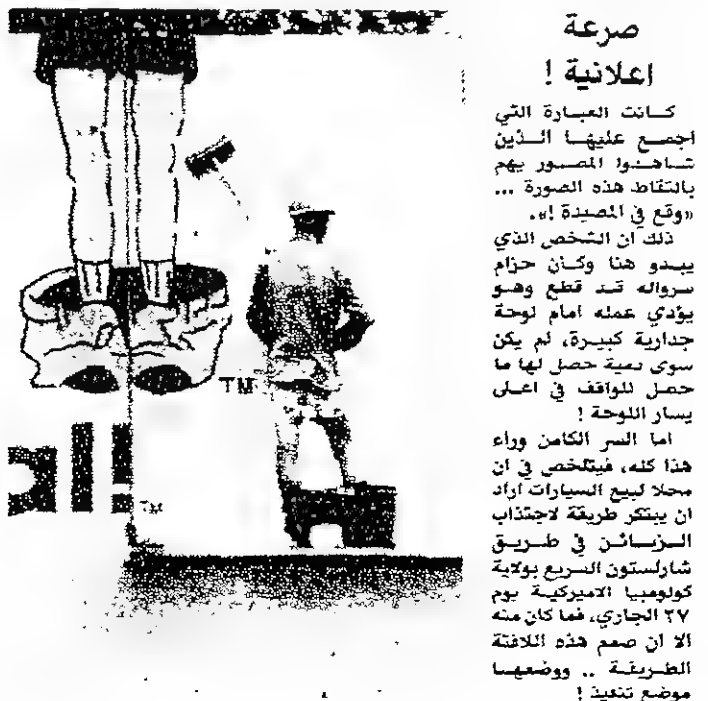 صرعة
اعلانية !
كانت العبارة التي
اجمع عليها الذين
شاهدوا المصور يهم
بالتقاط هذه الصورة ...
«وقع في المصيدة !».
ذلك ان الشخص الذي
يبدو هنا وكأن حزام
سرواله قد قطع وهو
يؤدي عمله امام لوحة
جدارية كبيرة، لم يكن
سوى دمية حصل لها ما
حصل للواقف في اعلى
يسار اللوحة !
اما السر الكامن وراء
هذا كله، فيتلخص في ان
محلا لبيع السيارات اراد
ان يبتكر طريقة لاجتذاب
الزبائن في طريق
شارلستون السريع بولاية
كولومبيا الاميركية يوم
٢٧ الجاري، فما كان منه
الا ان صمم هذه اللافتة
الطريفة .. ووضعها
موضع تنفيذ !
TM
TM